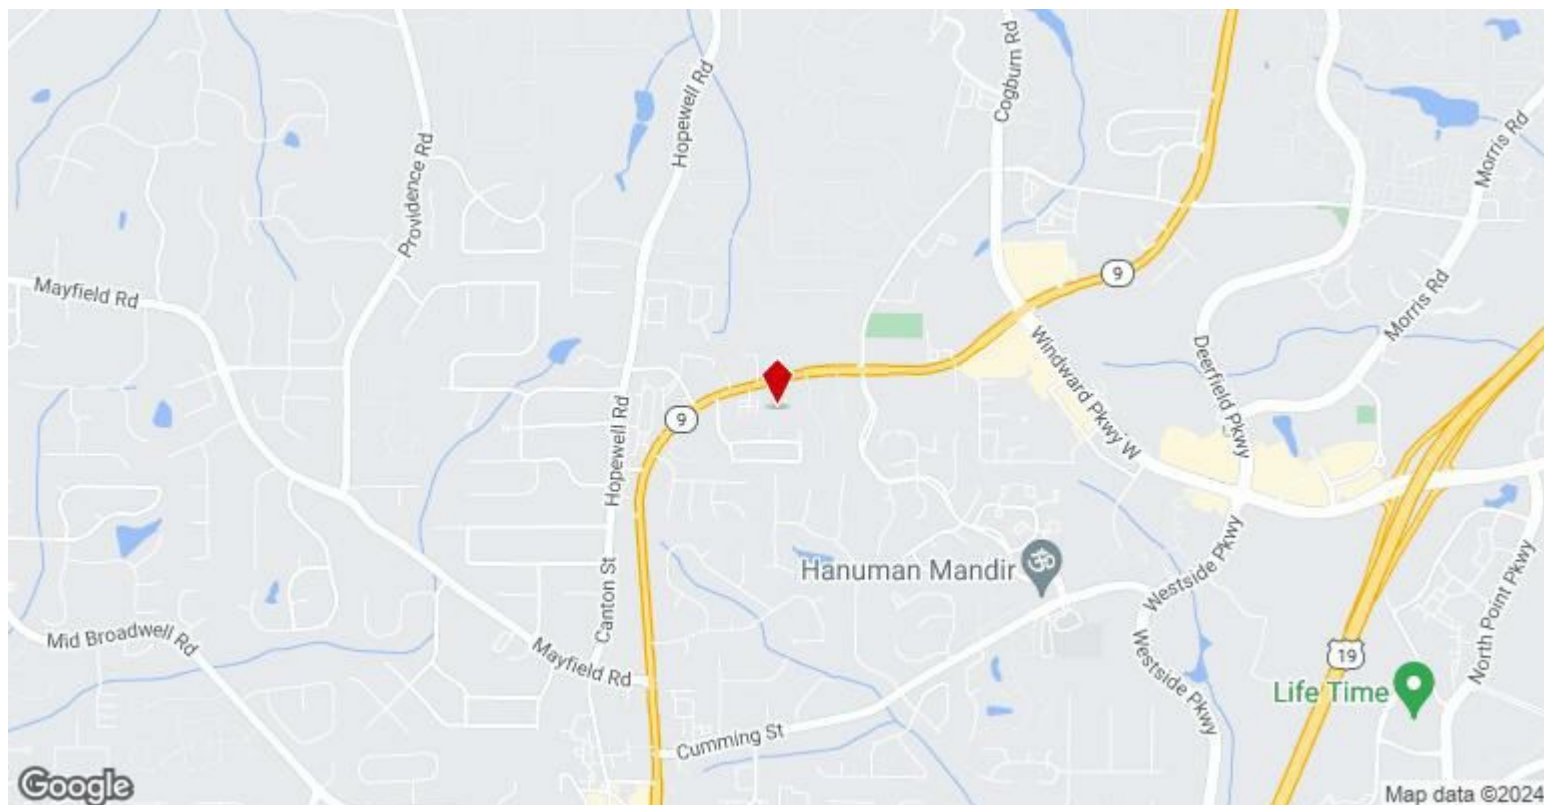 Cogburn Rd
Hopewell Rd
Morris Rd
Providence Rd
9
Mayfield Rd
Morris Rd
Windward Pkwy W
Deerfield Pkwy
9
Hopewell Rd
Canton St
Hanuman Mandir
ॐ
Westside Pkwy
North Point Pkwy
Mid Broadwell Rd
Mayfield Rd
Westside Pkwy
19
Life Time
Cumming St
Google
Map data ©2024